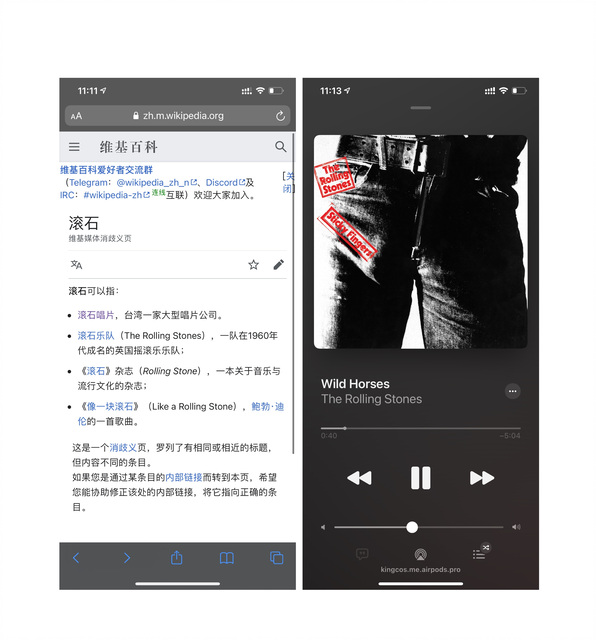 11:11
AA zh.m.wikipedia.org
维基百科
维基百科爱好者交流群
（Telegram：@wikipedia_zh_n、Discord及
IRC：#wikipedia-zh连线互联）欢迎大家加入。
[关
闭]
滚石
维基媒体消歧义页
滚石可以指：
滚石唱片，台湾一家大型唱片公司。
滚石乐队（The Rolling Stones），一队在1960年
代成名的英国摇滚乐乐队；
《滚石》杂志（Rolling Stone），一本关于音乐与
流行文化的杂志；
《像一块滚石》（Like a Rolling Stone），鲍勃·迪
伦的一首歌曲。
这是一个消歧义页，罗列了有相同或相近的标题，
但内容不同的条目。
如果您是通过某条目的内部链接而转到本页，希望
您能协助修正该处的内部链接，将它指向正确的条
目。
11:13
The
Rolling
Stones
Sticky Fingers
Wild Horses
The Rolling Stones
0:40
-5:04
kingcos.me.airpods.pro